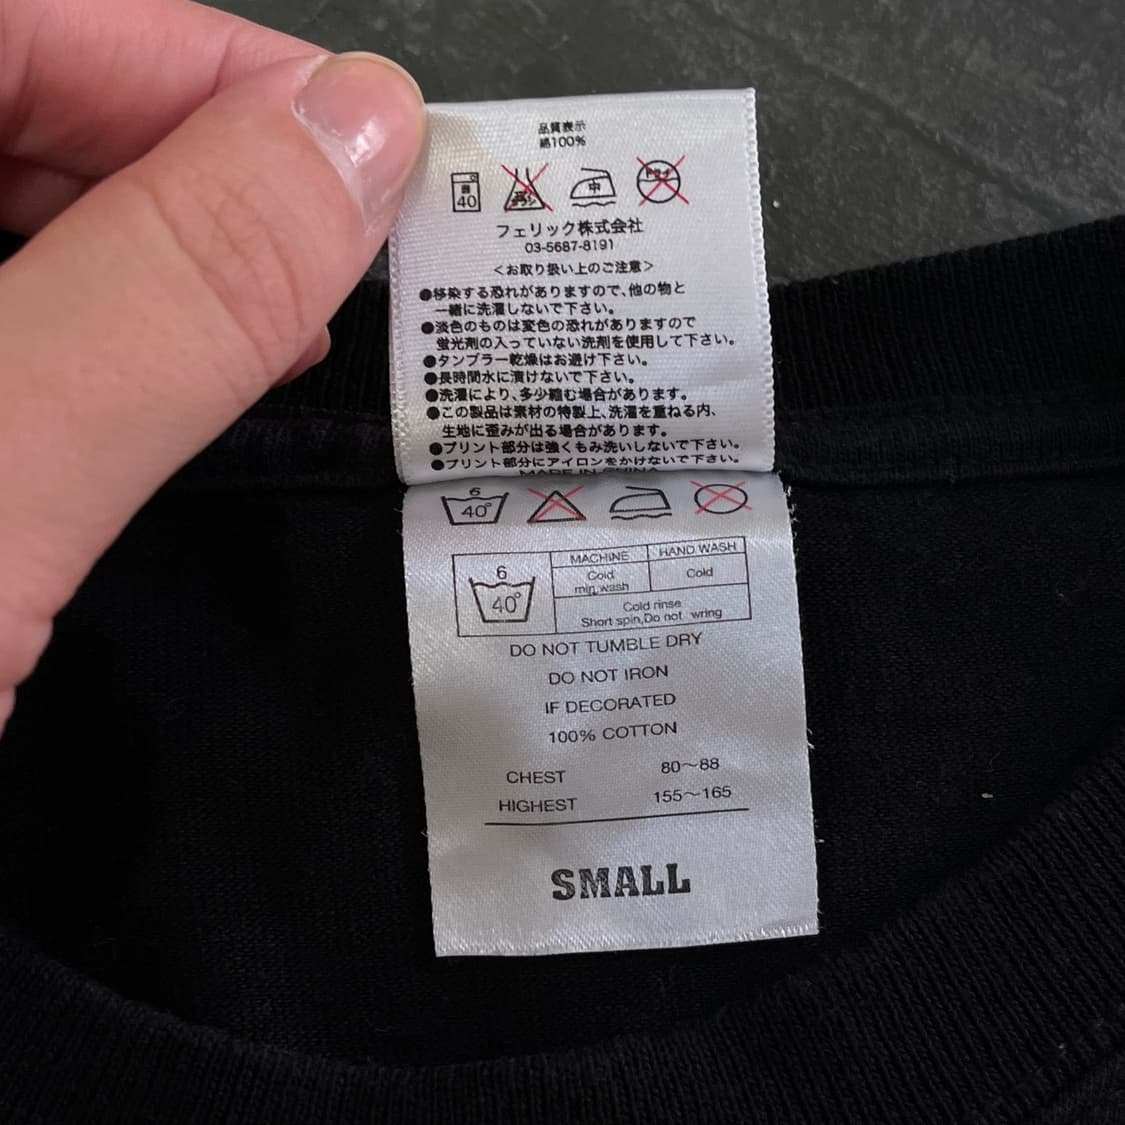 品質表示
綿100%
40
中
ドライ
フェリック株式会社
03-5687-8191
<お取り扱い上のご注意>
●移染する恐れがありますので、他の物と
一緒に洗濯しないで下さい。
●淡色のものは変色の恐れがありますので
蛍光剤の入っていない洗剤を使用して下さい。
●タンブラー乾燥はお避け下さい。
●長時間水に漬けないで下さい。
●洗濯により、多少縮む場合があります。
●この製品は素材の特製上、洗濯を重ねる内、
生地に歪みが出る場合があります。
●プリント部分は強くもみ洗いしないで下さい。
●プリント部分にアイロンをかけないで下さい。
MADE IN CHINA
6
40°
MACHINE HAND WASH
6
40°
Cold Cold
min,wash
Cold rinse
Short spin,Do not wring
DO NOT TUMBLE DRY
DO NOT IRON
IF DECORATED
100% COTTON
CHEST 80~88
HIGHEST 155~165
SMALL